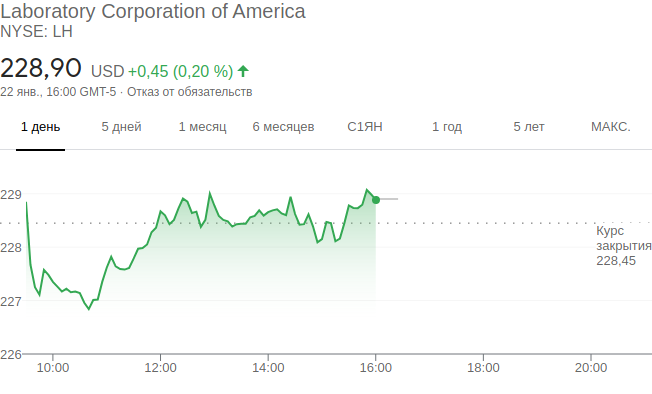 Laboratory Corporation of America
NYSE: LH
228,90 USD +0,45 (0,20 %)
22 янв., 16:00 GMT-5 · Отказ от обязательств
1 день 5 дней 1 месяц 6 месяцев С1ЯН 1 год 5 лет МАКС.
229
Курс
закрытия
228,45
228
227
226
10:00 12:00 14:00 16:00 18:00 20:00